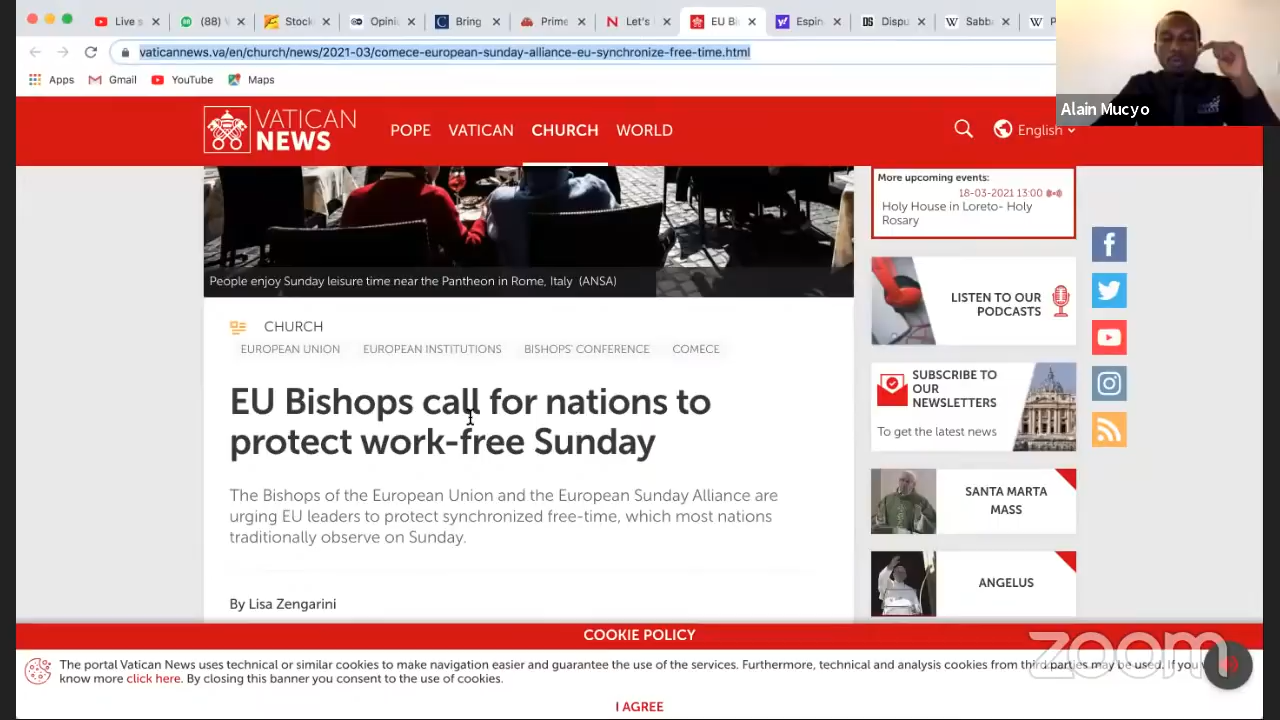 Live s
(88) V
Stock
Opini
Bring
Prime
Let's
EU Bi
Espin
Dispu
Sabb
P
vaticannews.va/en/church/news/2021-03/comece-european-sunday-alliance-eu-synchronize-free-time.html
Apps Gmail YouTube Maps
Alain Mucyo
VATICAN
NEWS
POPE VATICAN CHURCH WORLD
English
People enjoy Sunday leisure time near the Pantheon in Rome, Italy (ANSA)
CHURCH
EUROPEAN UNION EUROPEAN INSTITUTIONS BISHOPS' CONFERENCE COMECE
EU Bishops call for nations to
protect work-free Sunday
The Bishops of the European Union and the European Sunday Alliance are
urging EU leaders to protect synchronized free-time, which most nations
traditionally observe on Sunday.
By Lisa Zengarini
More upcoming events:
18-03-2021 13:00
Holy House in Loreto- Holy
Rosary
LISTEN TO OUR
PODCASTS
SUBSCRIBE TO
OUR
NEWSLETTERS
To get the latest news
SANTA MARTA
MASS
ANGELUS
COOKIE POLICY
The portal Vatican News uses technical or similar cookies to make navigation easier and guarantee the use of the services. Furthermore, technical and analysis cookies from third parties may be used. If you
know more click here. By closing this banner you consent to the use of cookies.
I AGREE
zoom